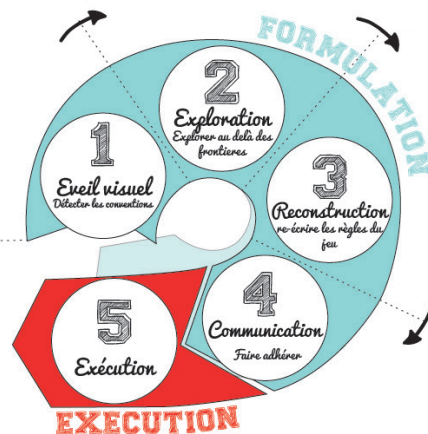 FORMULATION
1
Eveil visuel
Détecter les conventions
2
Exploration
Explorer au delà des
frontieres
3
Reconstruction
re-écrire les règles du
jeu
4
Communication
Faire adhérer
5
Exécution
EXECUTION